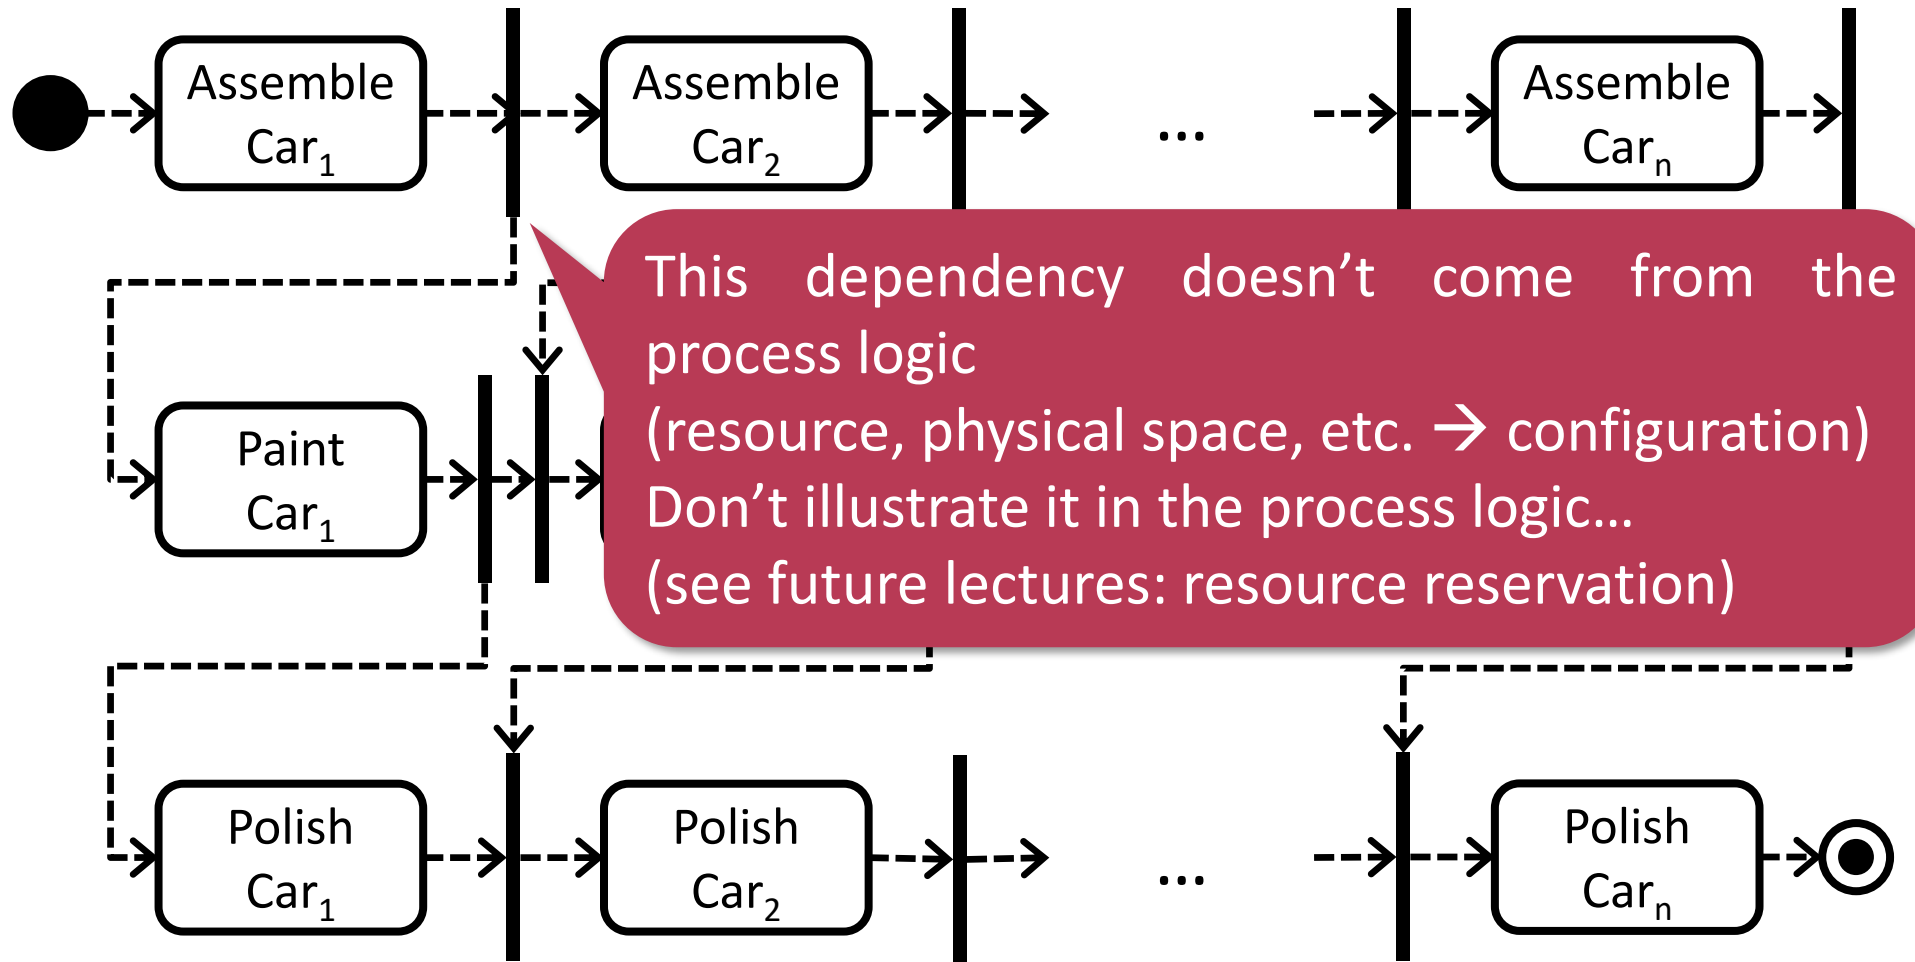 Assemble
Car₁
Assemble
Car₂
...
Assemble
Carₙ
This dependency doesn’t come from the
process logic
(resource, physical space, etc. → configuration)
Don’t illustrate it in the process logic...
(see future lectures: resource reservation)
Paint
Car₁
Polish
Car₁
Polish
Car₂
...
Polish
Carₙ